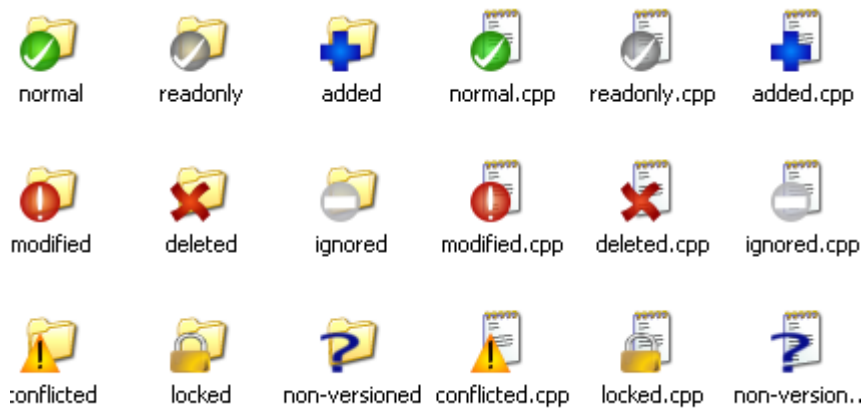 normal readonly added normal.cpp readonly.cpp added.cpp
modified deleted ignored modified.cpp deleted.cpp ignored.cpp
conflicted locked non-versioned conflicted.cpp locked.cpp non-version..